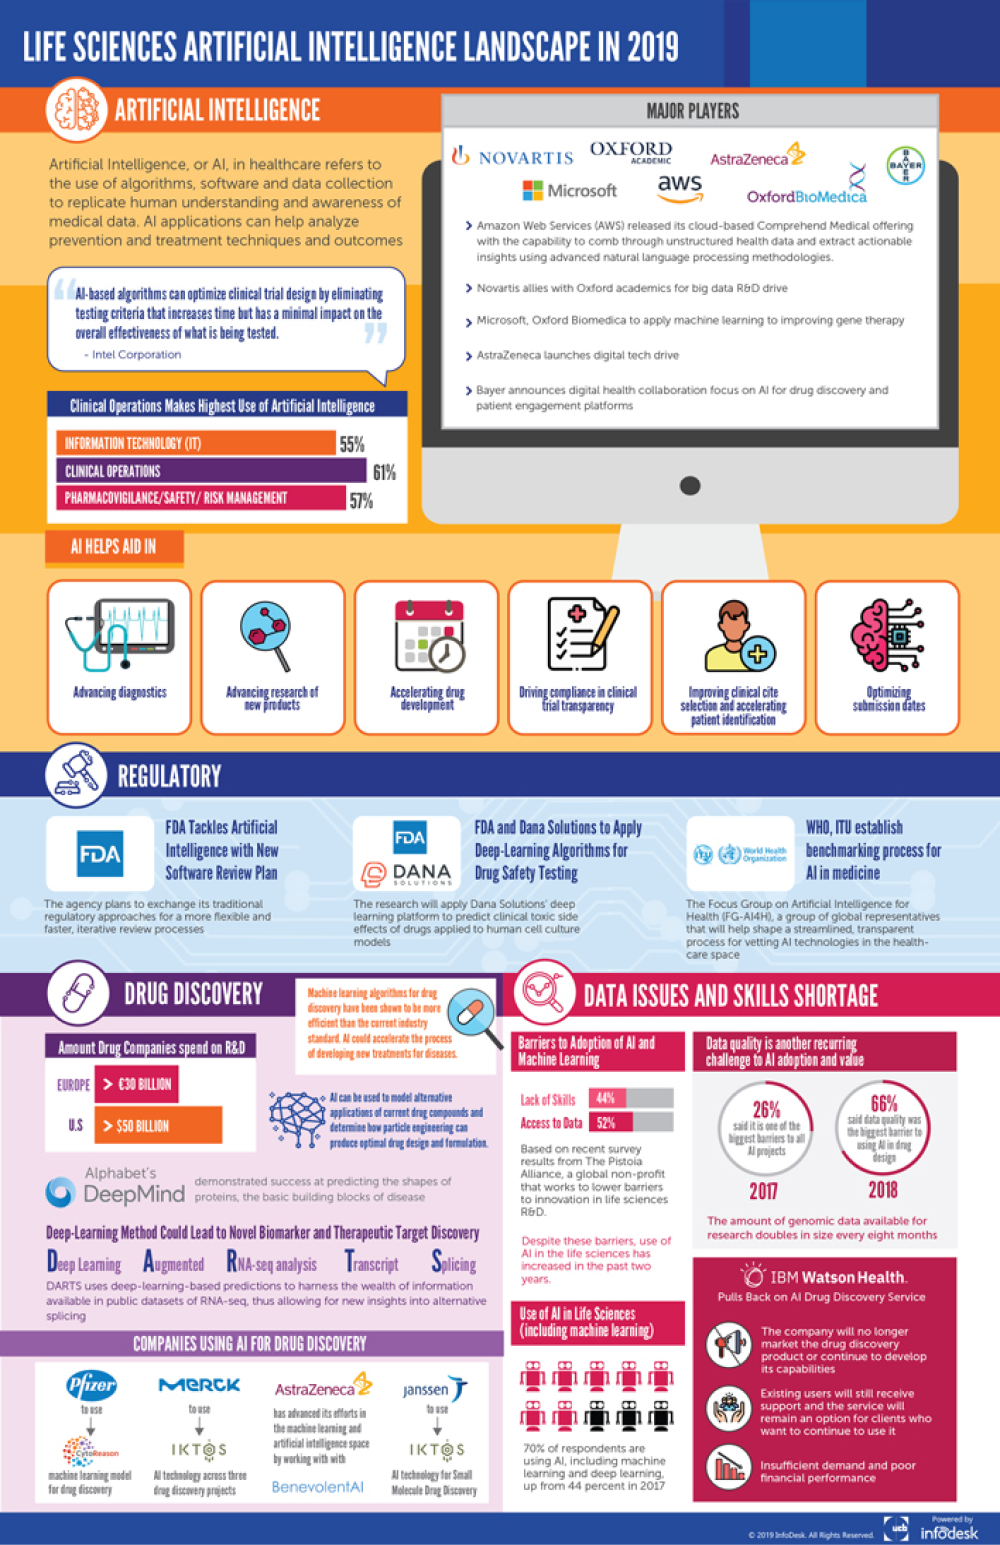 LIFE SCIENCES ARTIFICIAL INTELLIGENCE LANDSCAPE IN 2019
ARTIFICIAL INTELLIGENCE
Artificial Intelligence, or AI, in healthcare refers to
the use of algorithms, software and data collection
to replicate human understanding and awareness of
medical data. AI applications can help analyze
prevention and treatment techniques and outcomes
“
AI-based algorithms can optimize clinical trial design by eliminating
testing criteria that increases time but has a minimal impact on the
overall effectiveness of what is being tested.
”
- Intel Corporation
Clinical Operations Makes Highest Use of Artificial Intelligence
INFORMATION TECHNOLOGY (IT) 55%
CLINICAL OPERATIONS 61%
PHARMACOVIGILANCE/SAFETY/ RISK MANAGEMENT 57%
MAJOR PLAYERS
NOVARTIS
OXFORD
ACADEMIC
AstraZeneca
BAYER
BAYER
Microsoft
aws
OxfordBioMedica
Amazon Web Services (AWS) released its cloud-based Comprehend Medical offering
with the capability to comb through unstructured health data and extract actionable
insights using advanced natural language processing methodologies.
Novartis allies with Oxford academics for big data R&D drive
Microsoft, Oxford Biomedica to apply machine learning to improving gene therapy
AstraZeneca launches digital tech drive
Bayer announces digital health collaboration focus on AI for drug discovery and
patient engagement platforms
AI HELPS AID IN
Advancing diagnostics
Advancing research of
new products
Accelerating drug
development
Driving compliance in clinical
trial transparency
Improving clinical cite
selection and accelerating
patient identification
Optimizing
submission dates
REGULATORY
FDA
FDA Tackles Artificial
Intelligence with New
Software Review Plan
The agency plans to exchange its traditional
regulatory approaches for a more flexible and
faster, iterative review processes
FDA
DANA
SOLUTIONS
FDA and Dana Solutions to Apply
Deep-Learning Algorithms for
Drug Safety Testing
The research will apply Dana Solutions' deep
learning platform to predict clinical toxic side
effects of drugs applied to human cell culture
models
ITU
World Health
Organization
WHO, ITU establish
benchmarking process for
AI in medicine
The Focus Group on Artificial Intelligence for
Health (FG-AI4H), a group of global representatives
that will help shape a streamlined, transparent
process for vetting AI technologies in the health-
care space
DRUG DISCOVERY
Machine learning algorithms for drug
discovery have been shown to be more
efficient than the current industry
standard. AI could accelerate the process
of developing new treatments for diseases.
Amount Drug Companies spend on R&D
EUROPE > €30 BILLION
U.S > $50 BILLION
AI can be used to model alternative
applications of current drug compounds and
determine how particle engineering can
produce optimal drug design and formulation.
Alphabet's
DeepMind
demonstrated success at predicting the shapes of
proteins, the basic building blocks of disease
Deep-Learning Method Could Lead to Novel Biomarker and Therapeutic Target Discovery
Deep Learning Augmented RNA-seq analysis Transcript Splicing
DARTS uses deep-learning-based predictions to harness the wealth of information
available in public datasets of RNA-seq, thus allowing for new insights into alternative
splicing
COMPANIES USING AI FOR DRUG DISCOVERY
Pfizer
to use
CytoReason
machine learning model
for drug discovery
MERCK
to use
IKTOS
AI technology across three
drug discovery projects
AstraZeneca
has advanced its efforts in
the machine learning and
artificial intelligence space
by working with with
BenevolentAI
janssen
to use
IKTOS
AI technology for Small
Molecule Drug Discovery
DATA ISSUES AND SKILLS SHORTAGE
Barriers to Adoption of AI and
Machine Learning
Lack of Skills 44%
Access to Data 52%
Based on recent survey
results from The Pistoia
Alliance, a global non-profit
that works to lower barriers
to innovation in life sciences
R&D.
Despite these barriers, use of
AI in the life sciences has
increased in the past two
years.
Use of AI in Life Sciences
(including machine learning)
70% of respondents are
using AI, including machine
learning and deep learning,
up from 44 percent in 2017
Data quality is another recurring
challenge to AI adoption and value
26%
said it is one of the
biggest barriers to all
AI projects
2017
66%
said data quality was
the biggest barrier to
using AI in drug
design
2018
The amount of genomic data available for
research doubles in size every eight months
IBM Watson Health.
Pulls Back on AI Drug Discovery Service
The company will no longer
market the drug discovery
product or continue to develop
its capabilities
Existing users will still receive
support and the service will
remain an option for clients who
want to continue to use it
Insufficient demand and poor
financial performance
© 2019 InfoDesk. All Rights Reserved.
ucb
Powered by
infodesk